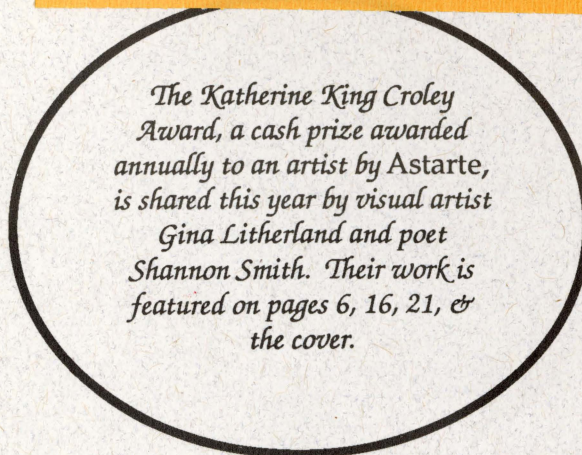 The Katherine King Croley
Award, a cash prize awarded
annually to an artist by Astarte,
is shared this year by visual artist
Gina Litherland and poet
Shannon Smith. Their work is
featured on pages 6, 16, 21, &
the cover.